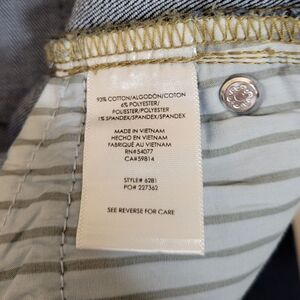 93% COTTON/ALGODÓN/COTON
6% POLYESTER/
POLIESTER/POLYESTER
1% SPANDEX/SPANDEX/SPANDEX
MADE IN VIETNAM
HECHO EN VIETNAM
FABRIQUÉ AU VIETNAM
RN#54077
CA#59814
STYLE# 6281
PO# 227362
SEE REVERSE FOR CARE